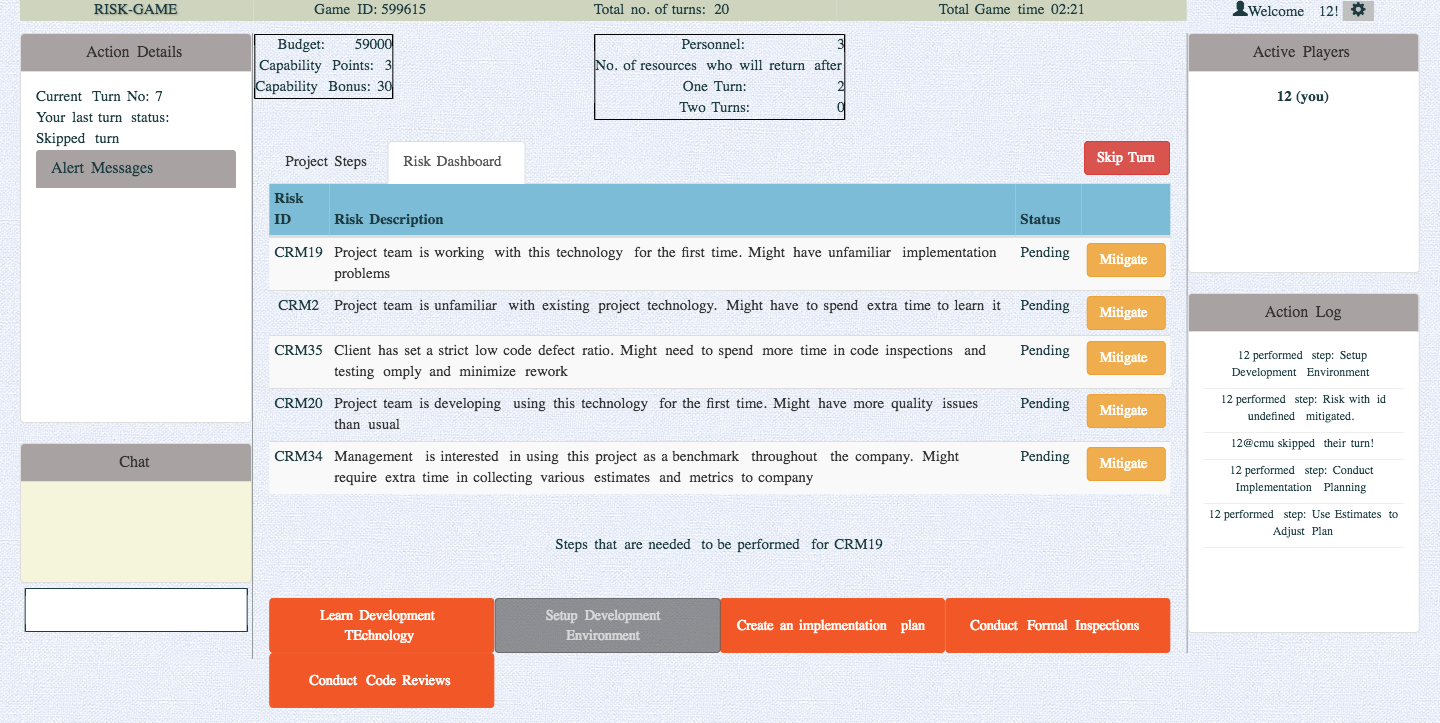 RISK-GAME
Game ID: 599615
Total no. of turns: 20
Total Game time 02:21
Welcome 12!
Action Details
Current Turn No: 7
Your last turn status:
Skipped turn
Alert Messages
Chat
Budget: 59000
Capability Points: 3
Capability Bonus: 30
Personnel: 3
No. of resources who will return after
One Turn: 2
Two Turns: 0
Project Steps
Risk Dashboard
Skip Turn
Risk
ID
Risk Description
Status
CRM19 Project team is working with this technology for the first time. Might have unfamiliar implementation Pending Mitigate
problems
CRM2 Project team is unfamiliar with existing project technology. Might have to spend extra time to learn it Pending Mitigate
CRM35 Client has set a strict low code defect ratio. Might need to spend more time in code inspections and Pending Mitigate
testing omply and minimize rework
CRM20 Project team is developing using this technology for the first time. Might have more quality issues Pending Mitigate
than usual
CRM34 Management is interested in using this project as a benchmark throughout the company. Might Pending Mitigate
require extra time in collecting various estimates and metrics to company
Steps that are needed to be performed for CRM19
Learn Development
TEchnology
Setup Development
Environment
Create an implementation plan
Conduct Formal Inspections
Conduct Code Reviews
Active Players
12 (you)
Action Log
12 performed step: Setup
Development Environment
12 performed step: Risk with id
undefined mitigated.
12@cmu skipped their turn!
12 performed step: Conduct
Implementation Planning
12 performed step: Use Estimates to
Adjust Plan